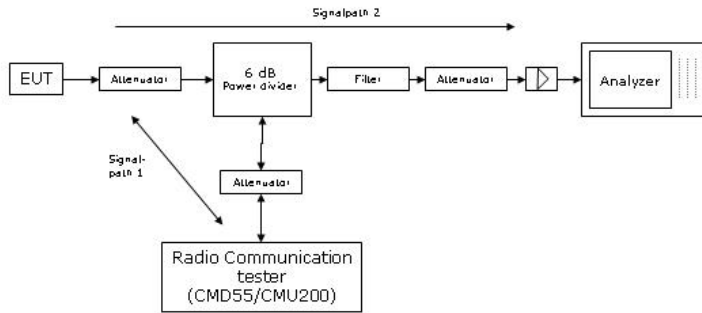 Signalpath 2
EUT
Attenuator
6 dB
Power divider
Filter
Attenuator
Analyzer
Signal-
path 1
Attenuator
Radio Communication
tester
(CMD55/CMU200)